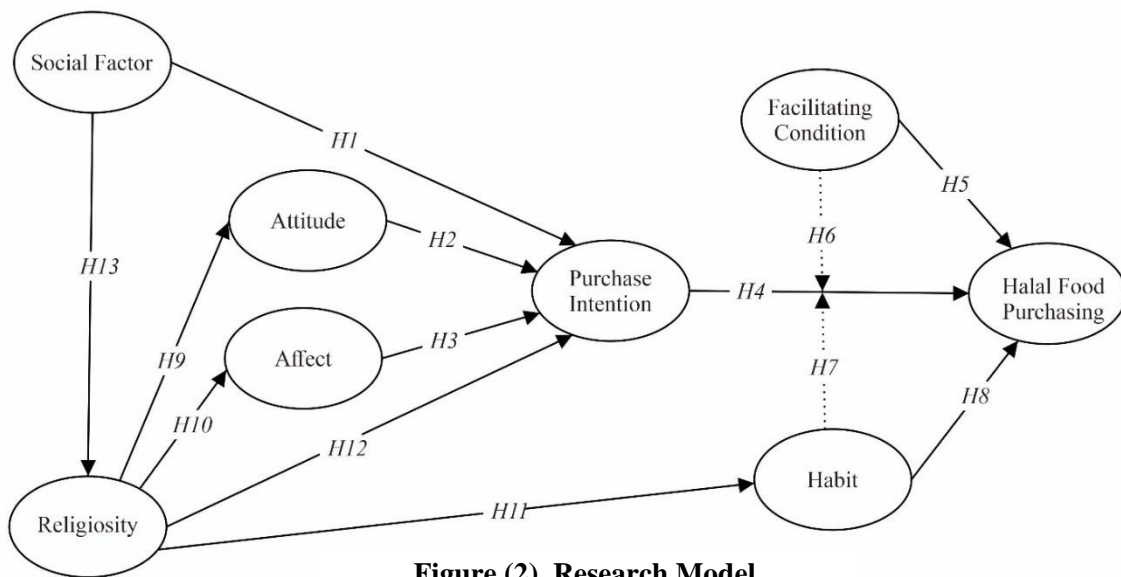 Social Factor
Facilitating
Condition
H1
H5
Attitude
H2
H6
H13
Purchase
Intention
H4
Halal Food
Purchasing
Affect
H3
H9
H7
H8
H10
H12
Habit
Religiosity
H11
Figure (2). Research Model